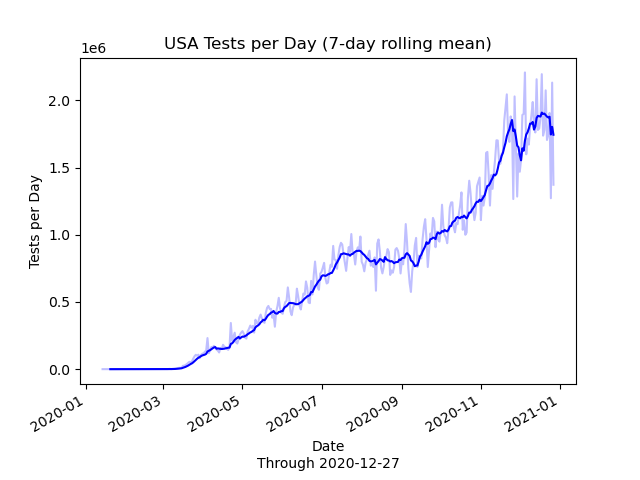 USA Tests per Day (7-day rolling mean)
1e6
Tests per Day
2.0
1.5
1.0
0.5
0.0
2020-01
2020-03
2020-05
2020-07
2020-09
2020-11
2021-01
Date
Through 2020-12-27